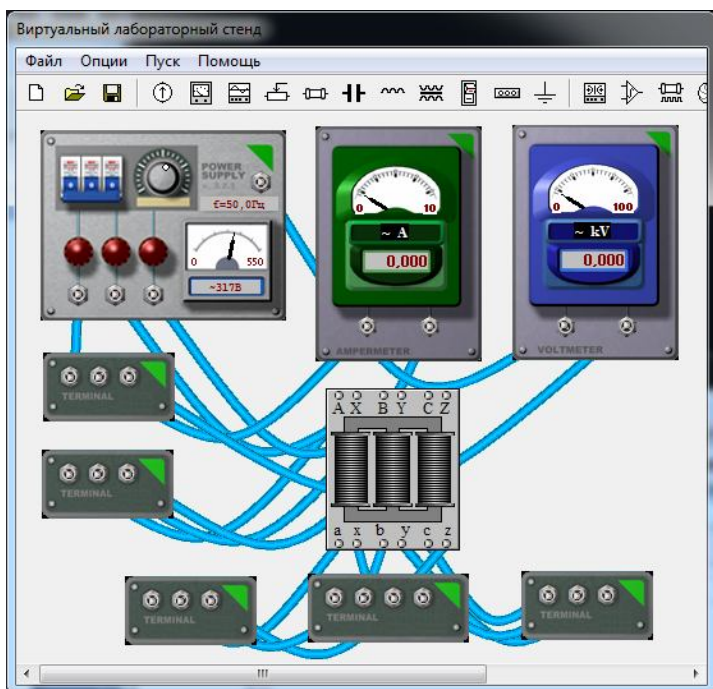 Виртуальный лабораторный стенд
Файл Опции Пуск Помощь
POWER
SUPPLY
f=50,0Гц
0 550
~317В
0 10
~ A
0,000
AMPERMETER
0 100
~ kV
0,000
VOLTMETER
TERMINAL
A X B Y C Z
TERMINAL
a x b y c z
TERMINAL
TERMINAL
TERMINAL